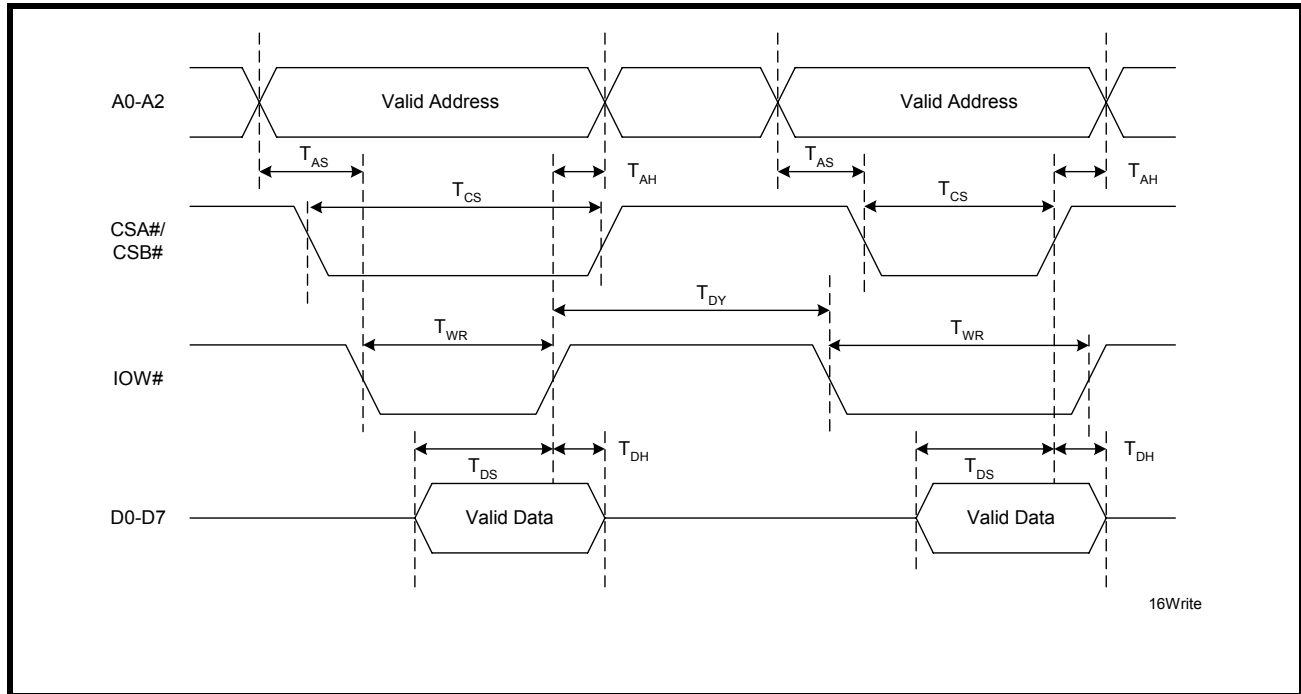 A0-A2
Valid Address
Valid Address
TAS
TAH
TAS
TAH
TCS
TCS
CSA#/
CSB#
TDY
TWR
TWR
IOW#
TDS
TDH
TDS
TDH
D0-D7
Valid Data
Valid Data
16Write